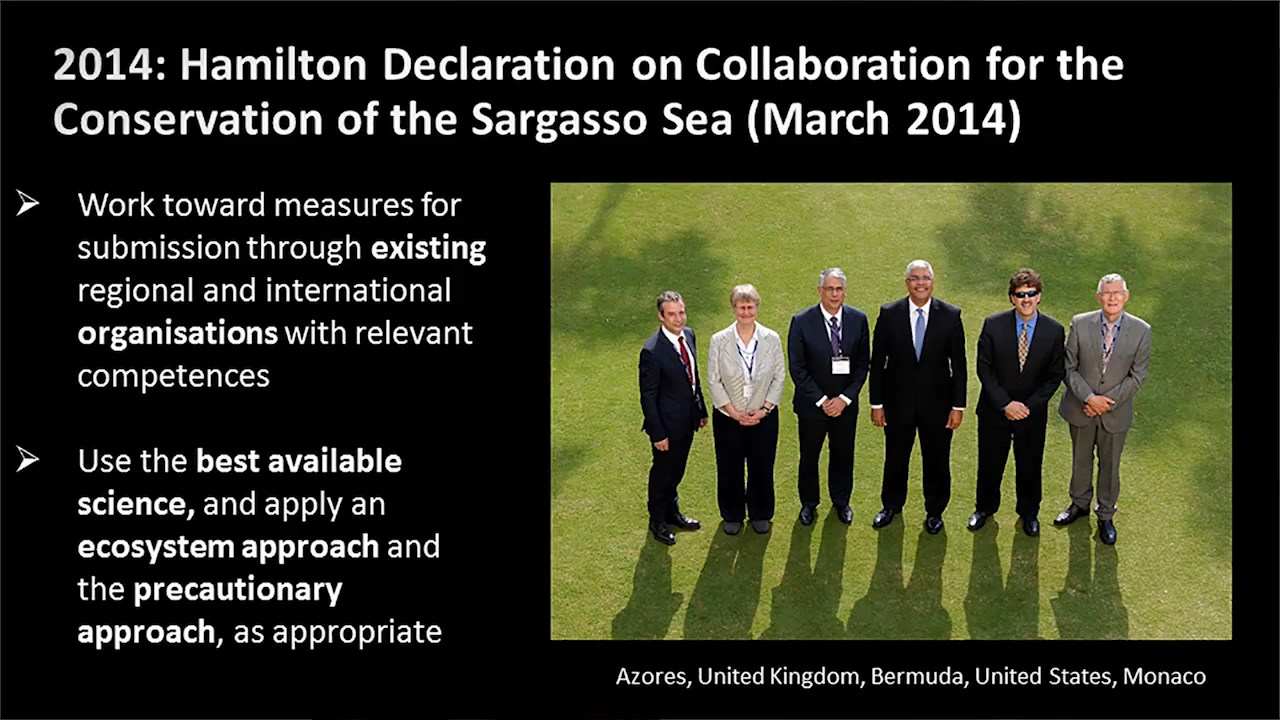 2014: Hamilton Declaration on Collaboration for the
Conservation of the Sargasso Sea (March 2014)
Work toward measures for
submission through existing
regional and international
organisations with relevant
competences
Use the best available
science, and apply an
ecosystem approach and
the precautionary
approach, as appropriate
Azores, United Kingdom, Bermuda, United States, Monaco